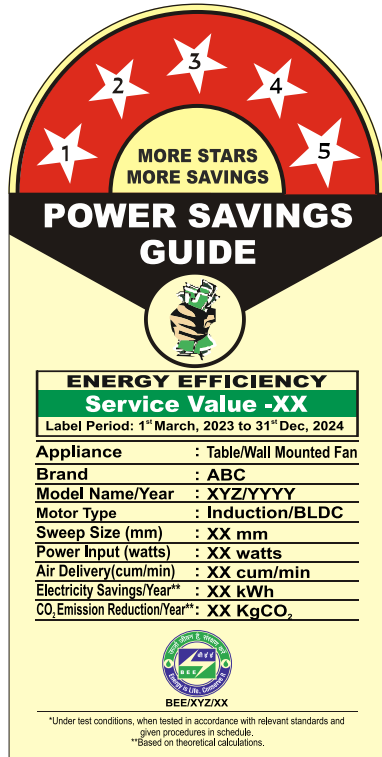 1 2 3 4 5
MORE STARS
MORE SAVINGS
POWER SAVINGS
GUIDE
ENERGY EFFICIENCY
Service Value -XX
Label Period: 1st March, 2023 to 31st Dec, 2024
Appliance : Table/Wall Mounted Fan
Brand : ABC
Model Name/Year : XYZ/YYYY
Motor Type : Induction/BLDC
Sweep Size (mm) : XX mm
Power Input (watts) : XX watts
Air Delivery(cum/min) : XX cum/min
Electricity Savings/Year** : XX kWh
CO₂ Emission Reduction/Year** : XX KgCO₂
BEE
Energy is Life, Conserve it
BEE/XYZ/XX
*Under test conditions, when tested in accordance with relevant standards and
given procedures in schedule.
**Based on theoretical calculations.